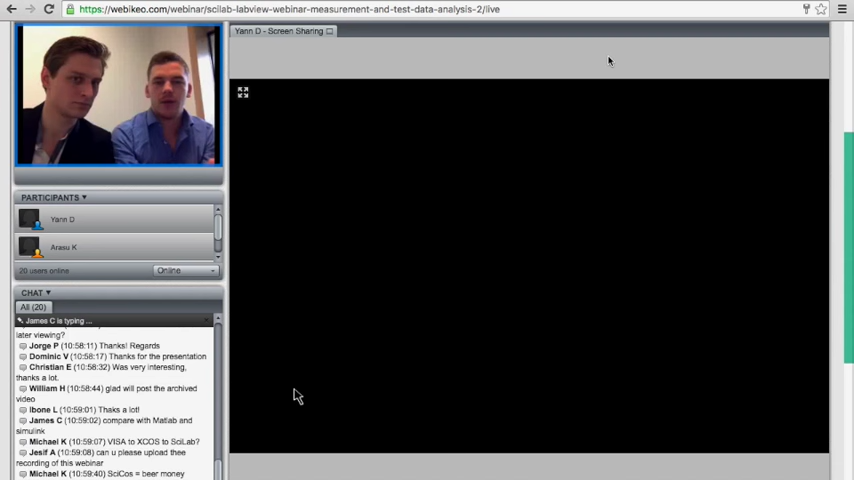 https://webikeo.com/webinar/scilab-labview-webinar-measurement-and-test-data-analysis-2/live
Yann D - Screen Sharing
PARTICIPANTS
Yann D
Arasu K
20 users online
Online
CHAT
All (20)
James C is typing ...
later viewing?
Jorge P (10:58:11) Thanks! Regards
Dominic V (10:58:17) Thanks for the presentation
Christian E (10:58:32) Was very interesting,
thanks a lot.
William H (10:58:44) glad will post the archived
video
Ibone L (10:59:01) Thaks a lot!
James C (10:59:02) compare with Matlab and
simulink
Michael K (10:59:07) VISA to XCOS to SciLab?
Jesif A (10:59:08) can u please upload thee
recording of this webinar
Michael K (10:59:40) SciCos = beer money